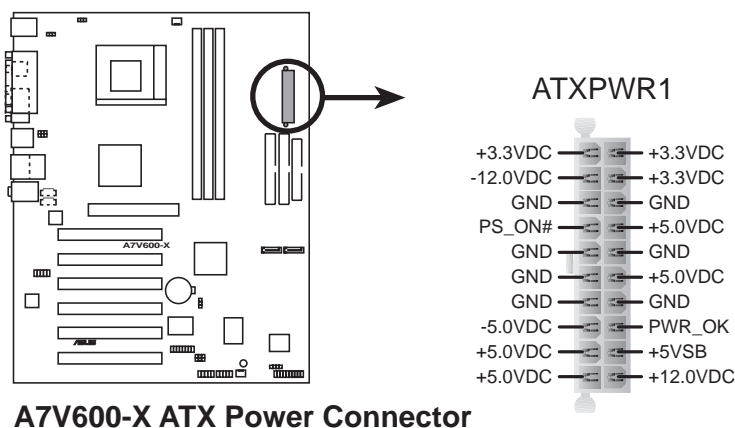 ATXPWR1
+3.3VDC +3.3VDC
-12.0VDC +3.3VDC
GND GND
PS_ON# +5.0VDC
GND GND
GND +5.0VDC
GND GND
-5.0VDC PWR_OK
+5.0VDC +5VSB
+5.0VDC +12.0VDC
A7V600-X
ASUS
A7V600-X ATX Power Connector